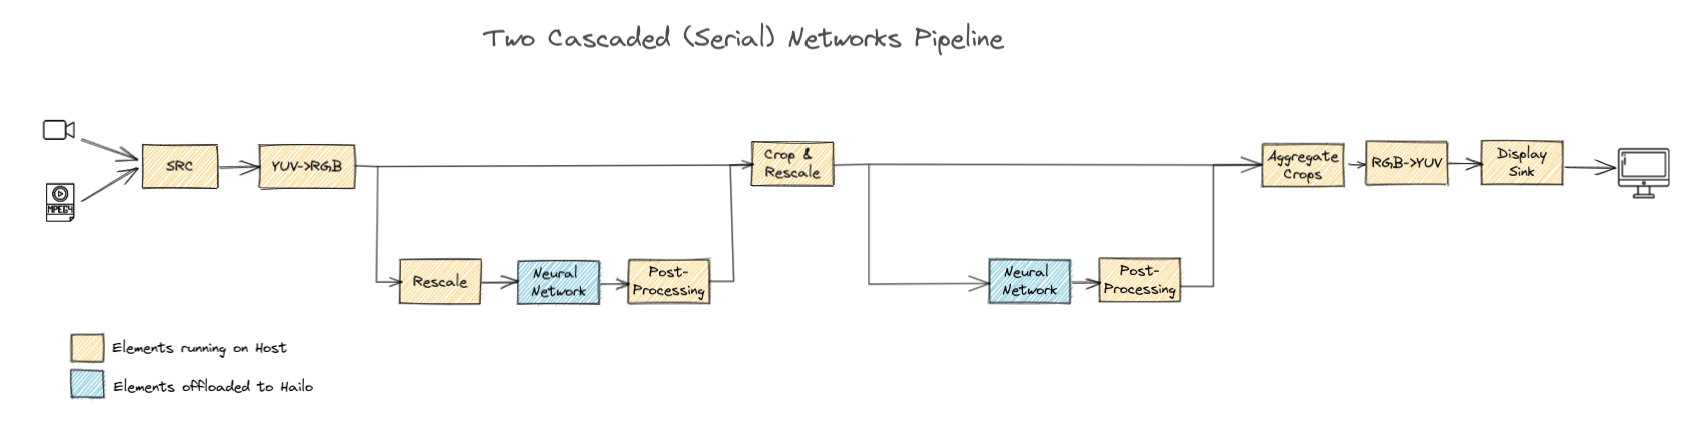 Two Cascaded (Serial) Networks Pipeline
MPEG4
SRC
YUV->RGB
Crop &
Rescale
Aggregate
Crops
RGB->YUV
Display
Sink
Rescale
Neural
Network
Post-
Processing
Neural
Network
Post-
Processing
Elements running on Host
Elements offloaded to Hailo